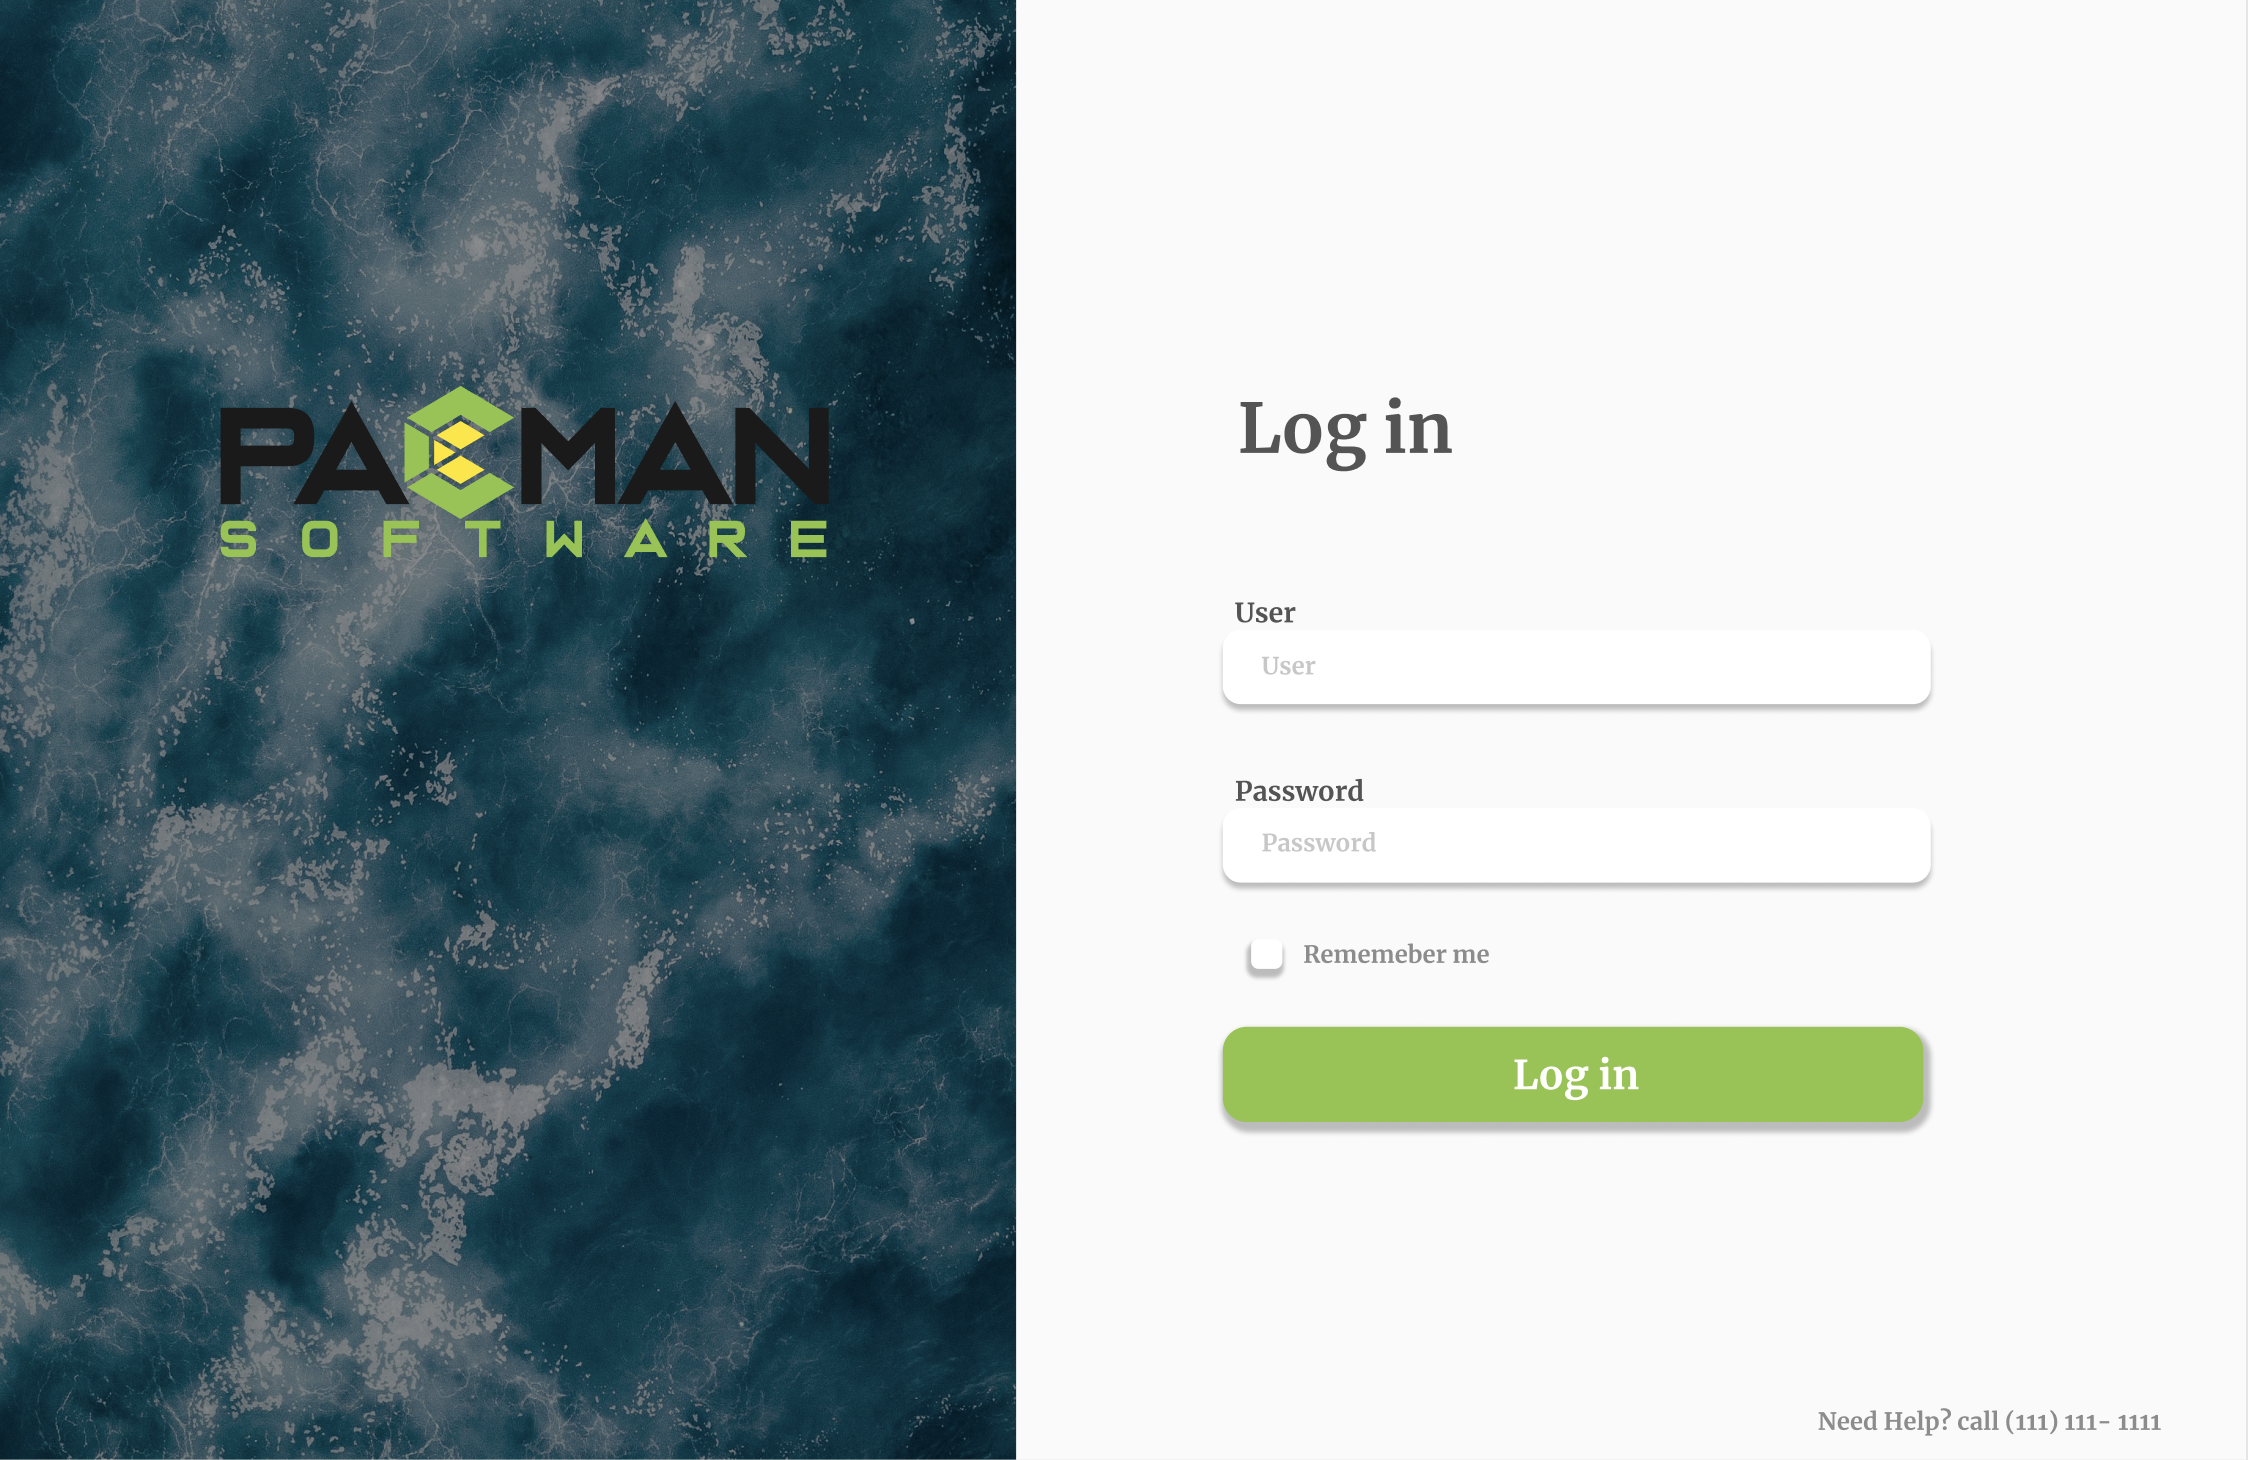 PACMAN
SOFTWARE
Log in
User
User
Password
Password
Rememeber me
Log in
Need Help? call (111) 111- 1111